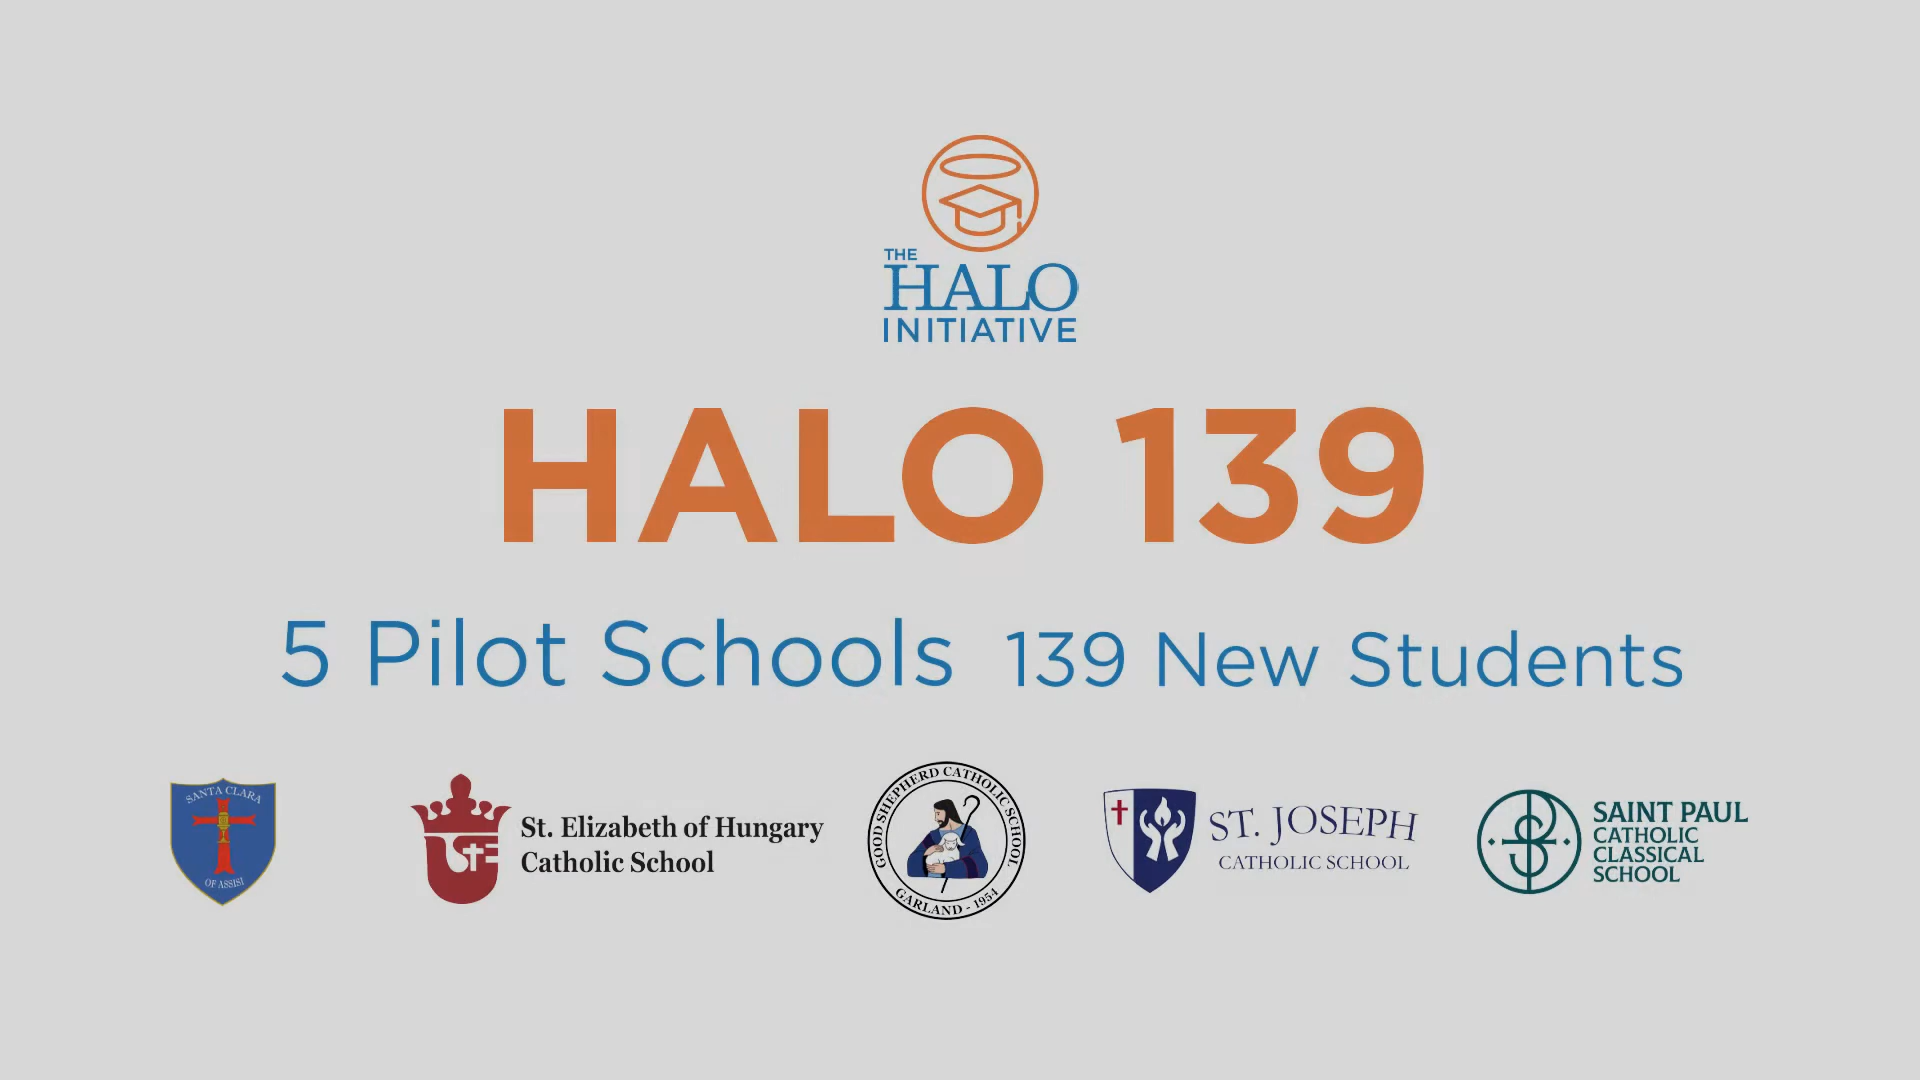 THE
HALO
INITIATIVE
HALO 139
5 Pilot Schools 139 New Students
SANTA CLARA
OF ASSISI
St. Elizabeth of Hungary
Catholic School
GOOD SHEPHERD CATHOLIC SCHOOL
GARLAND - 1954
ST. JOSEPH
CATHOLIC SCHOOL
SAINT PAUL
CATHOLIC
CLASSICAL
SCHOOL